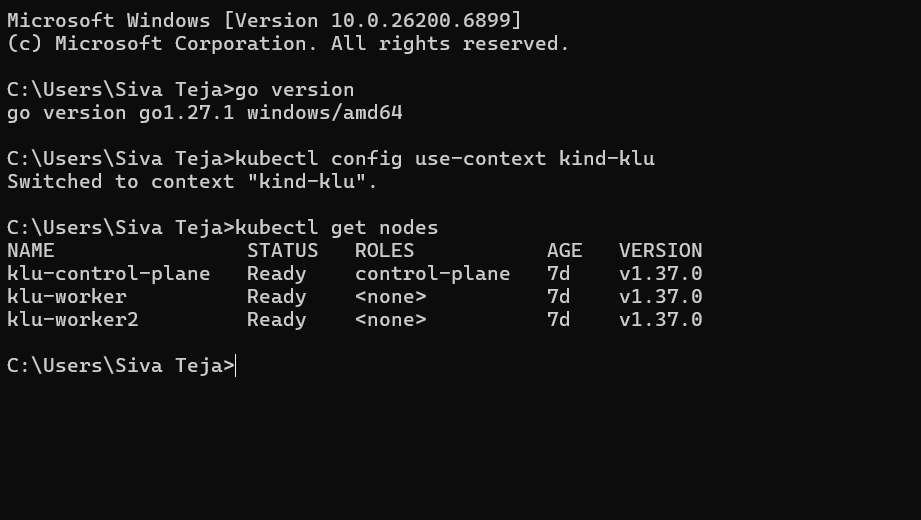 Microsoft Windows [Version 10.0.26200.6899]
(c) Microsoft Corporation. All rights reserved.
C:\Users\Siva Teja>go version
go version go1.27.1 windows/amd64
C:\Users\Siva Teja>kubectl config use-context kind-klu
Switched to context "kind-klu".
C:\Users\Siva Teja>kubectl get nodes
NAME                STATUS   ROLES           AGE   VERSION
klu-control-plane   Ready    control-plane   7d    v1.37.0
klu-worker          Ready    <none>          7d    v1.37.0
klu-worker2         Ready    <none>          7d    v1.37.0
C:\Users\Siva Teja>